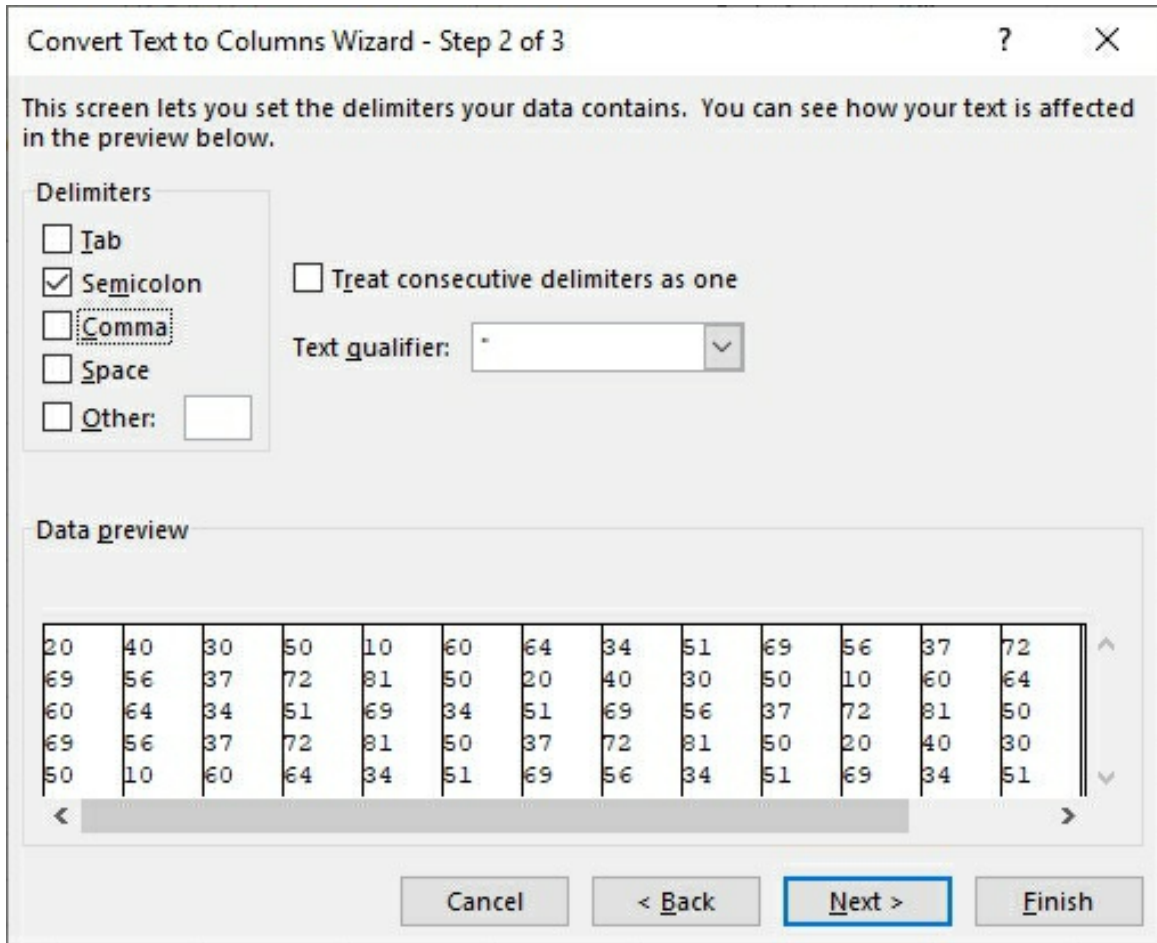 Convert Text to Columns Wizard - Step 2 of 3 ?
This screen lets you set the delimiters your data contains. You can see how your text is affected
in the preview below.
Delimiters
Tab
Semicolon
Treat consecutive delimiters as one
Comma
Text qualifier: "
Space
Other:
Data preview
20 40 30 50 10 60 64 34 51 69 56 37 72
69 56 37 72 81 50 20 40 30 50 10 60 64
60 64 34 51 69 34 51 69 56 37 72 81 50
69 56 37 72 81 50 37 72 81 50 20 40 30
50 10 60 64 34 51 69 56 34 51 69 34 51
Cancel < Back Next > Finish